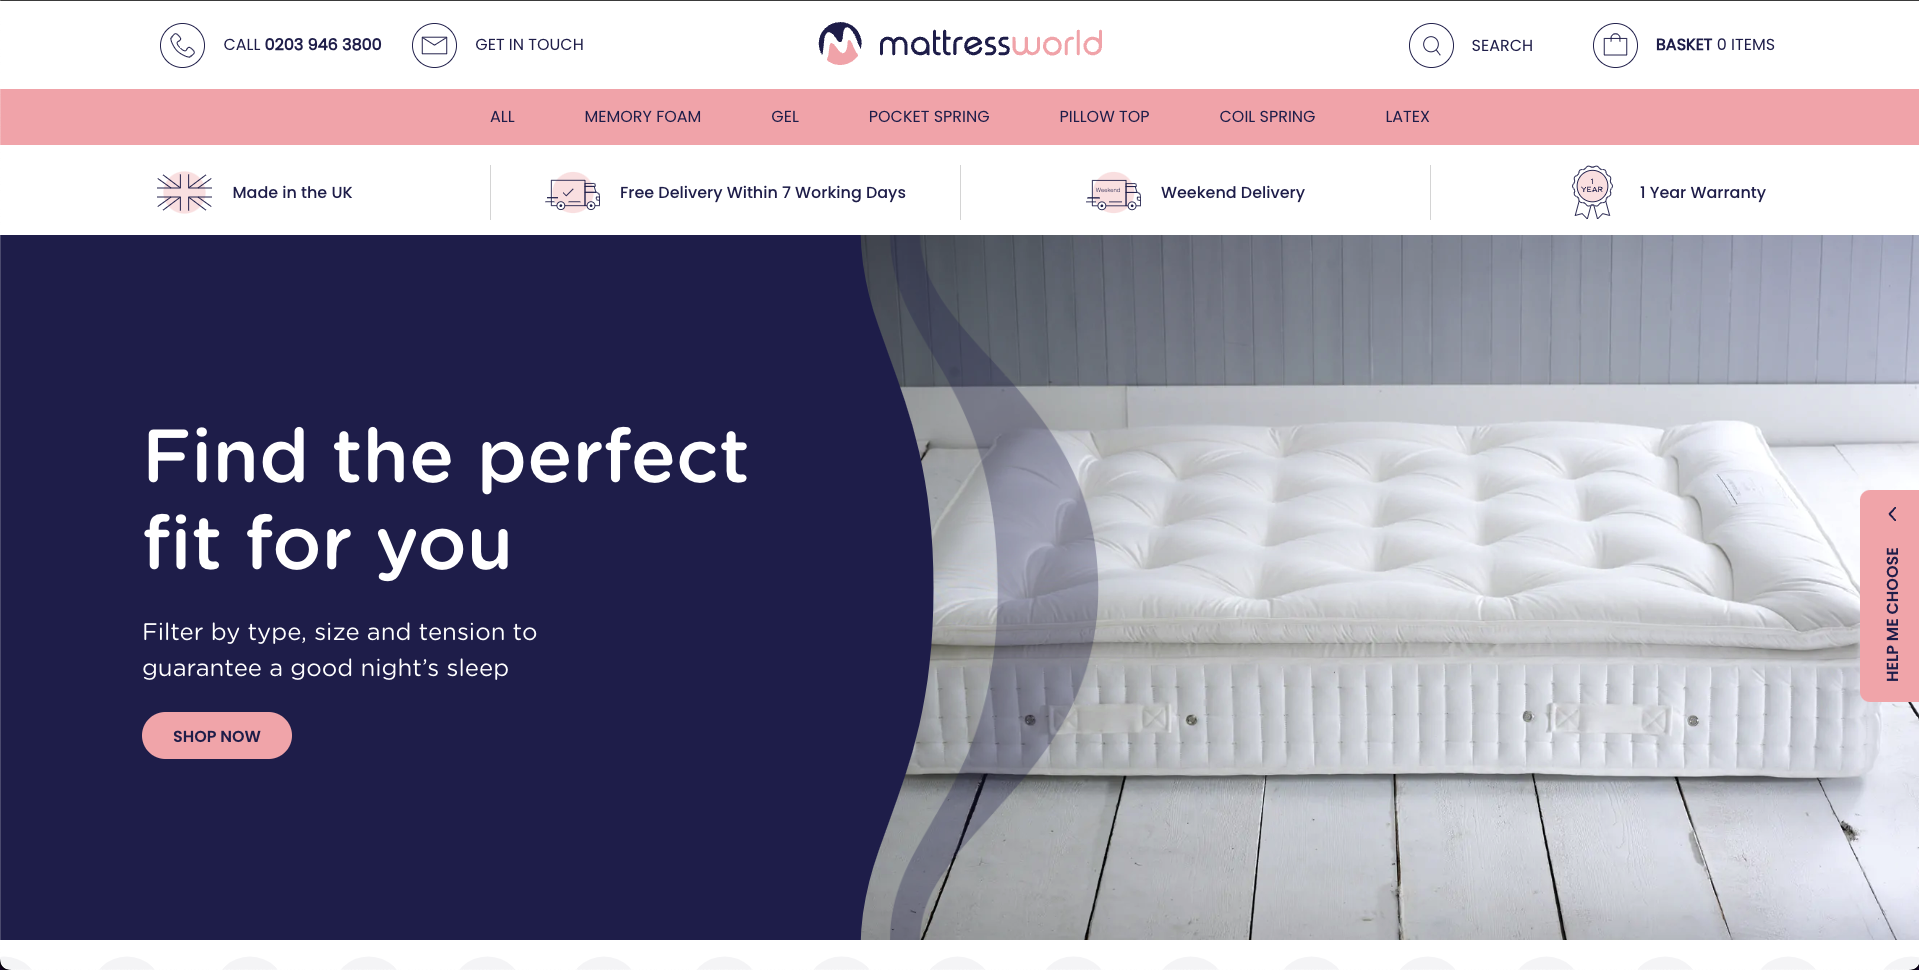 CALL 0203 946 3800
GET IN TOUCH
mattressworld
SEARCH
BASKET 0 ITEMS
ALL
MEMORY FOAM
GEL
POCKET SPRING
PILLOW TOP
COIL SPRING
LATEX
Made in the UK
Free Delivery Within 7 Working Days
Weekend
Weekend Delivery
1
YEAR
1 Year Warranty
Find the perfect
fit for you
Filter by type, size and tension to
guarantee a good night’s sleep
SHOP NOW
HELP ME CHOOSE